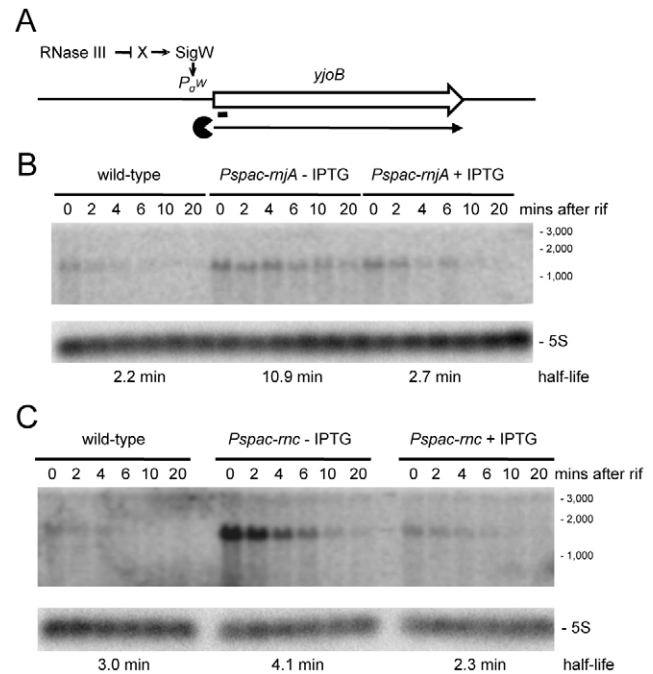 A
RNase III X SigW
PσW
yjoB
B
wild-type Pspac-rnjA - IPTG Pspac-rnjA + IPTG
0 2 4 6 10 20 0 2 4 6 10 20 0 2 4 6 10 20 mins after rif
- 3,000
- 2,000
- 1,000
- 5S
2.2 min 10.9 min 2.7 min half-life
C
wild-type Pspac-rnc - IPTG Pspac-rnc + IPTG
0 2 4 6 10 20 0 2 4 6 10 20 0 2 4 6 10 20 mins after rif
- 3,000
- 2,000
- 1,000
- 5S
3.0 min 4.1 min 2.3 min half-life